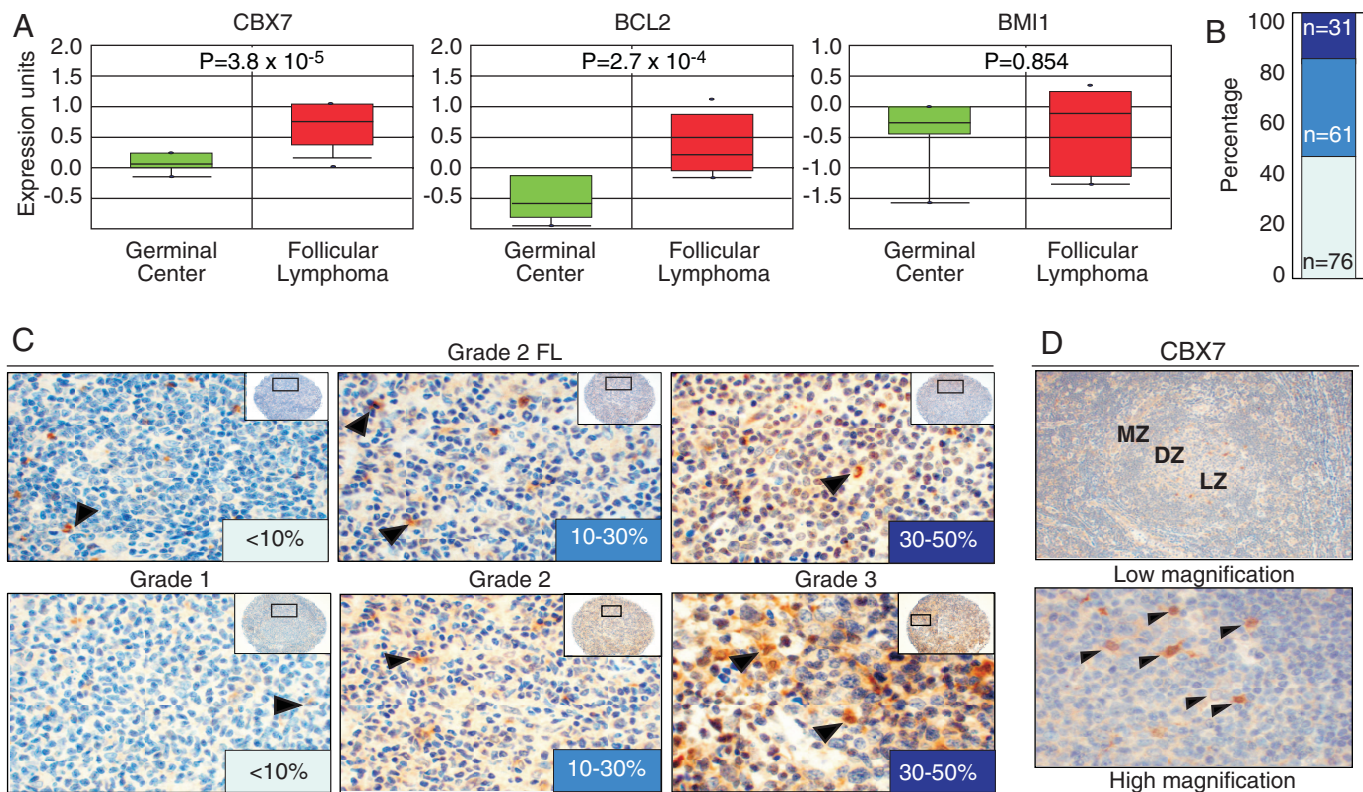 A
CBX7
BCL2
BMI1
Expression units
2.0
1.5
1.0
0.5
0.0
-0.5
P=3.8 x 10-5
Germinal
Center
Follicular
Lymphoma
2.0
1.5
1.0
0.5
0.0
-0.5
P=2.7 x 10-4
Germinal
Center
Follicular
Lymphoma
1.0
0.5
0.0
-0.5
-1.0
-1.5
P=0.854
Germinal
Center
Follicular
Lymphoma
B
Percentage
100
80
60
40
20
0
n=31
n=61
n=76
C
Grade 2 FL
<10%
10-30%
30-50%
Grade 1
Grade 2
Grade 3
<10%
10-30%
30-50%
D
CBX7
MZ
DZ
LZ
Low magnification
High magnification